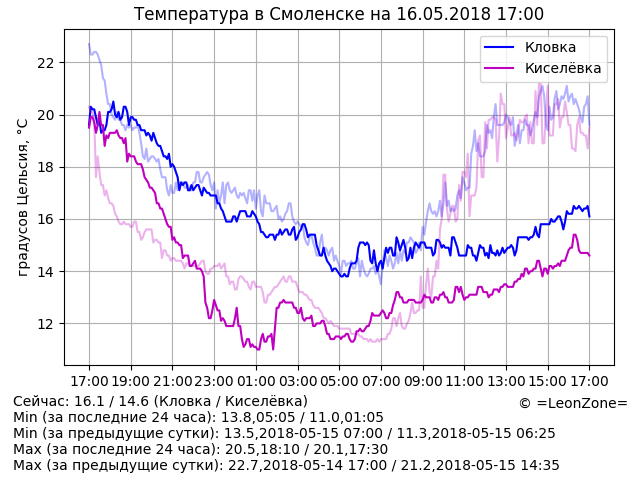 Температура в Смоленске на 16.05.2018 17:00
Кловка
Киселёвка
градусов Цельсия, °C
22
20
18
16
14
12
17:00 19:00 21:00 23:00 01:00 03:00 05:00 07:00 09:00 11:00 13:00 15:00 17:00
Сейчас: 16.1 / 14.6 (Кловка / Киселёвка)
© =LeonZone=
Min (за последние 24 часа): 13.8,05:05 / 11.0,01:05
Min (за предыдущие сутки): 13.5,2018-05-15 07:00 / 11.3,2018-05-15 06:25
Max (за последние 24 часа): 20.5,18:10 / 20.1,17:30
Max (за предыдущие сутки): 22.7,2018-05-14 17:00 / 21.2,2018-05-15 14:35